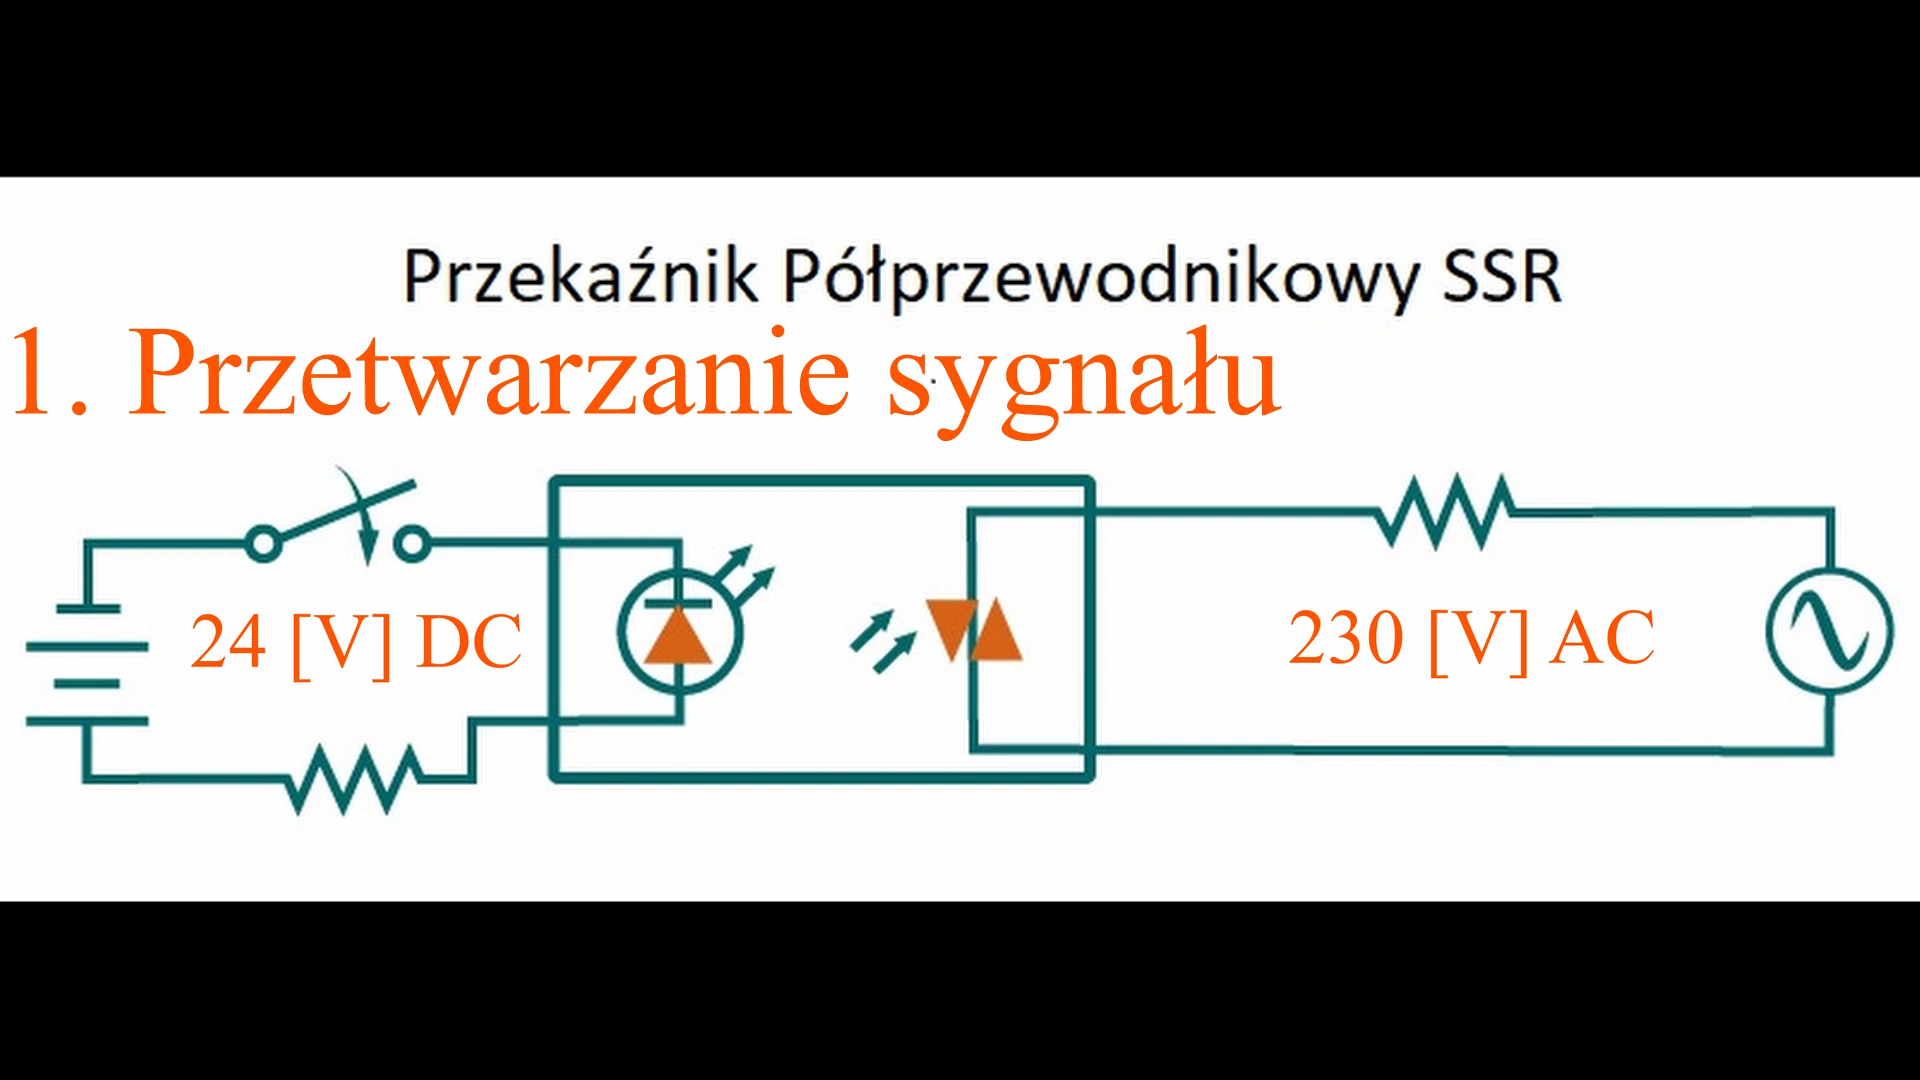 Przekaźnik Półprzewodnikowy SSR
1. Przetwarzanie sygnału
24 [V] DC
230 [V] AC